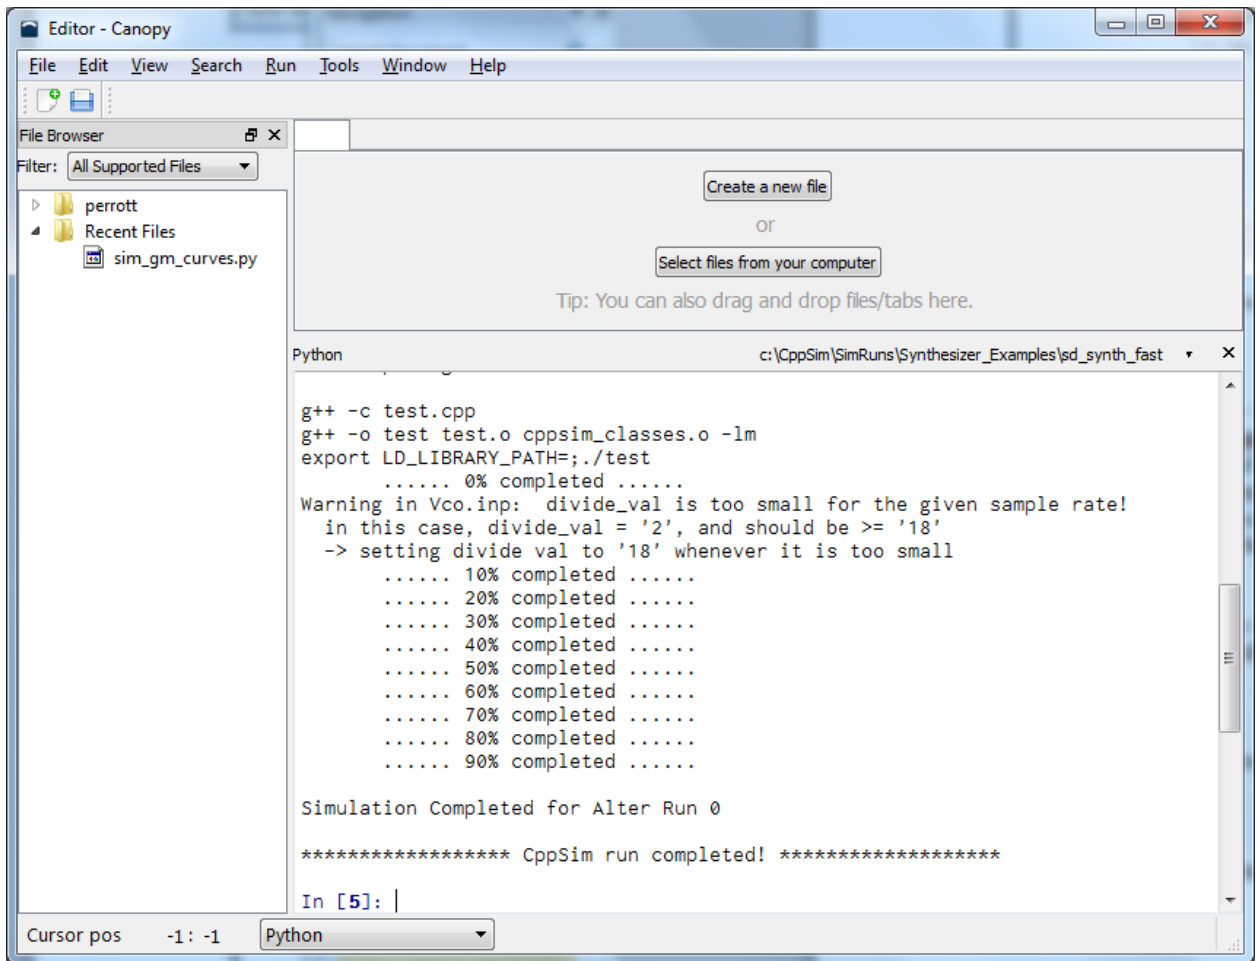 Editor - Canopy
File Edit View Search Run Tools Window Help
File Browser
Filter: All Supported Files
perrott
Recent Files
sim_gm_curves.py
Create a new file
or
Select files from your computer
Tip: You can also drag and drop files/tabs here.
Python c:\CppSim\SimRuns\Synthesizer_Examples\sd_synth_fast
g++ -c test.cpp
g++ -o test test.o cppsim_classes.o -lm
export LD_LIBRARY_PATH=;./test
...... 0% completed ......
Warning in Vco.inp:  divide_val is too small for the given sample rate!
in this case, divide_val = '2', and should be >= '18'
-> setting divide val to '18' whenever it is too small
...... 10% completed ......
...... 20% completed ......
...... 30% completed ......
...... 40% completed ......
...... 50% completed ......
...... 60% completed ......
...... 70% completed ......
...... 80% completed ......
...... 90% completed ......
Simulation Completed for Alter Run 0
****************** CppSim run completed! *******************
In [5]:
Cursor pos -1: -1 Python